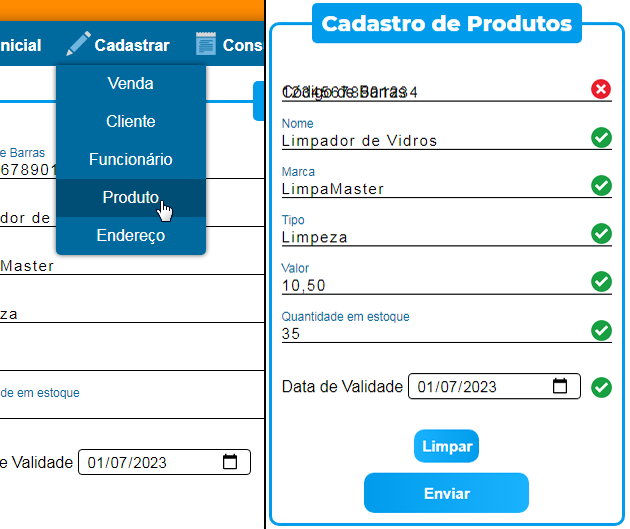 nicial
Cadastrar
Cons
Venda
Cliente
Funcionário
Produto
Endereço
e Barras
678901
dor de
Master
za
de em estoque
e Validade 01/07/2023
Cadastro de Produtos
Código de Barras
Nome
Limpador de Vidros
Marca
LimpaMaster
Tipo
Limpeza
Valor
10,50
Quantidade em estoque
35
Data de Validade 01/07/2023
Limpar
Enviar